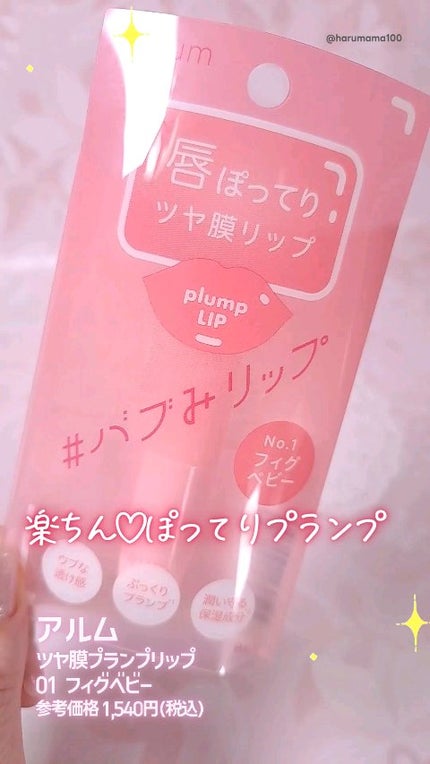 @harumama100
um
唇ぽってり
ツヤ膜リップ
plump
LIP
#バブみリップ
No.1
フィグ
ベビー
楽ちん♡ぽってりプランプ
ウブな
透け感
ぷっくり
プランプ
潤い守る
保湿成分
アルム
ツヤ膜プランプリップ
01 フィグベビー
参考価格1,540円(税込)